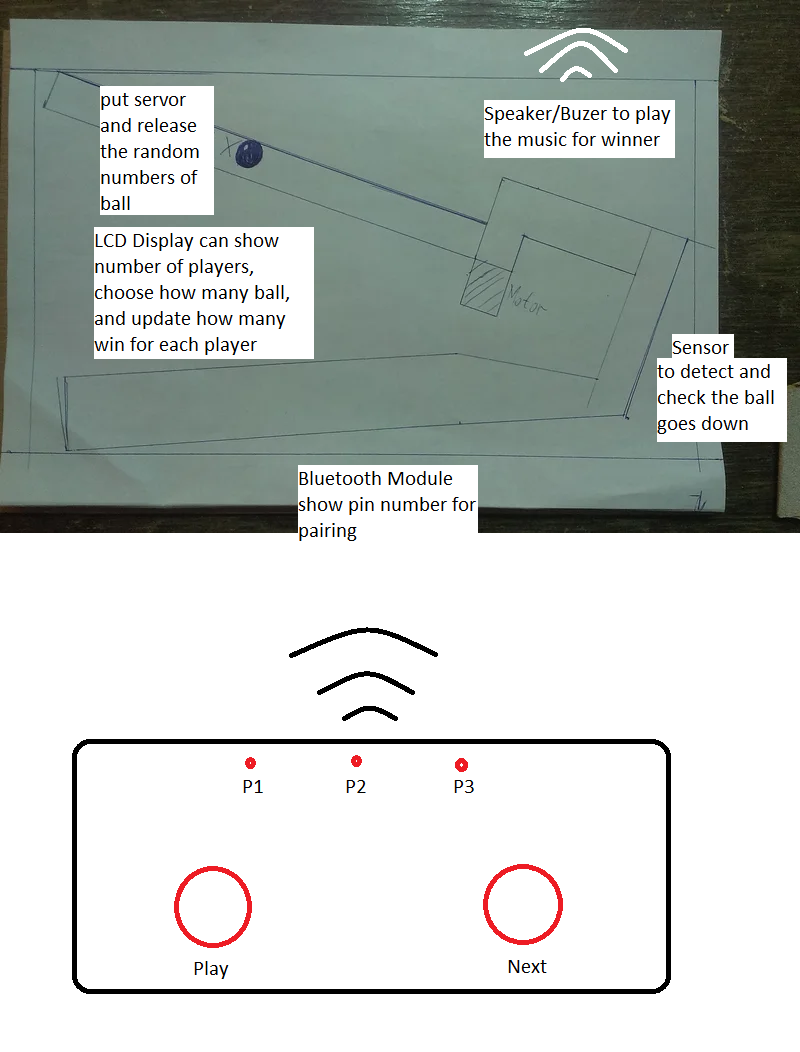 put servor
and release
the random
numbers of
ball
X
Speaker/Buzer to play
the music for winner
LCD Display can show
number of players,
choose how many ball,
and update how many
win for each player
Motor
Sensor
to detect and
check the ball
goes down
Bluetooth Module
show pin number for
pairing
P1
P2
P3
Play
Next